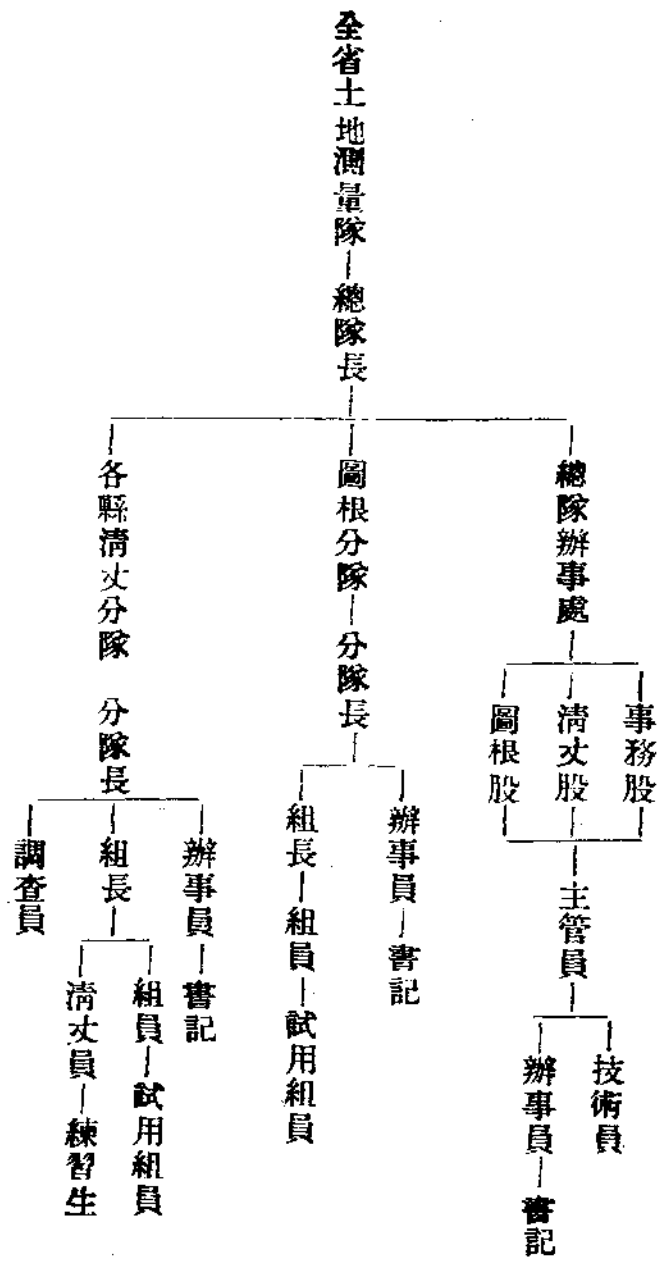 全省土地測量隊
總隊長
總隊辦事處
事務股
清丈股
圖根股
主管員
技術員
辦事員
書記
圖根分隊
分隊長
辦事員
書記
組長
組員
試用組員
各縣清丈分隊
分隊長
辦事員
書記
組長
組員
試用組員
清丈員
練習生
調查員